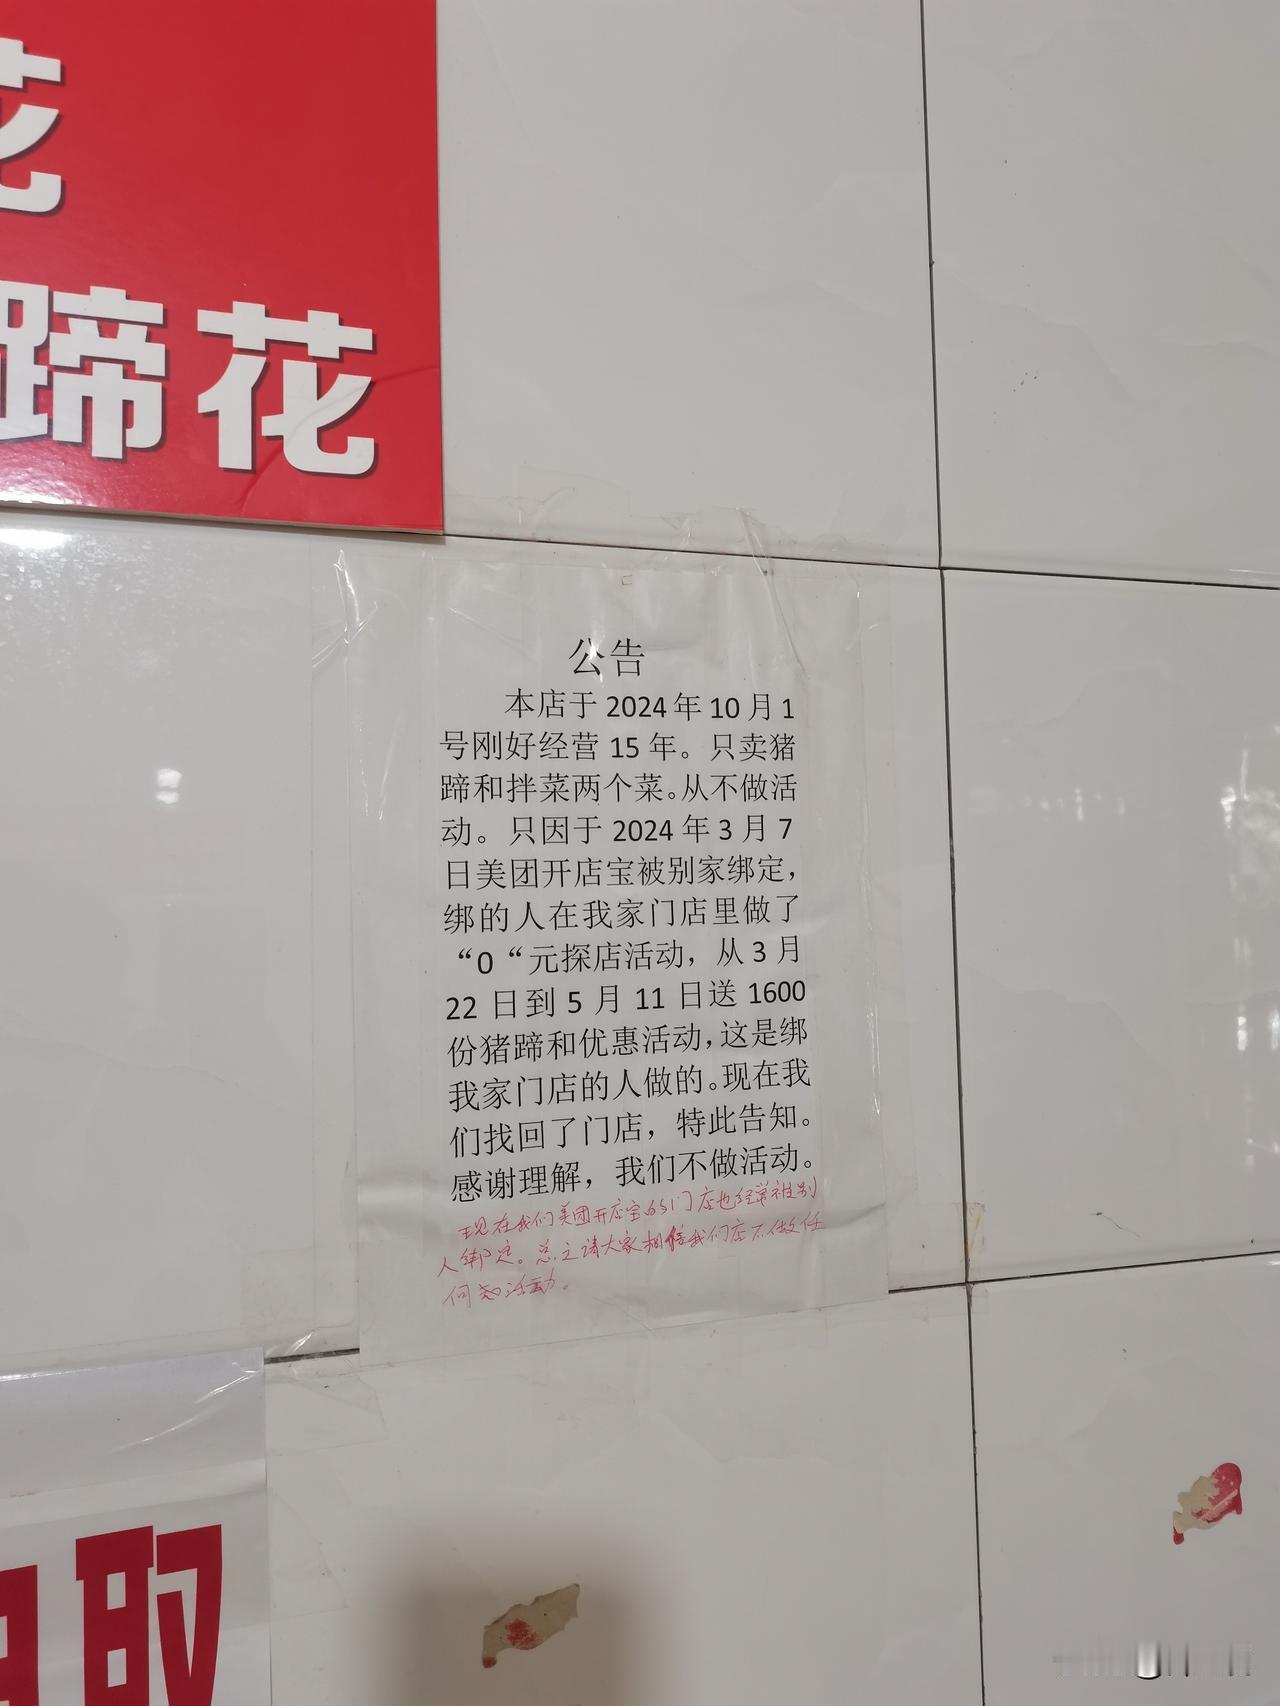 花
蹄花
公告
本店于 2024 年 10 月 1
号刚好经营 15 年。只卖猪
蹄和拌菜两个菜。从不做活
动。只因于 2024 年 3 月 7
日美团开店宝被别家绑定，
绑的人在我家门店里做了
“0“元探店活动，从 3 月
22 日到 5 月 11 日送 1600
份猪蹄和优惠活动，这是绑
我家门店的人做的。现在我
们找回了门店，特此告知。
感谢理解，我们不做活动。
现在我们美团开店宝的门店也经常被别
人绑定。总之请大家相信我们店不做任
何活动。
取